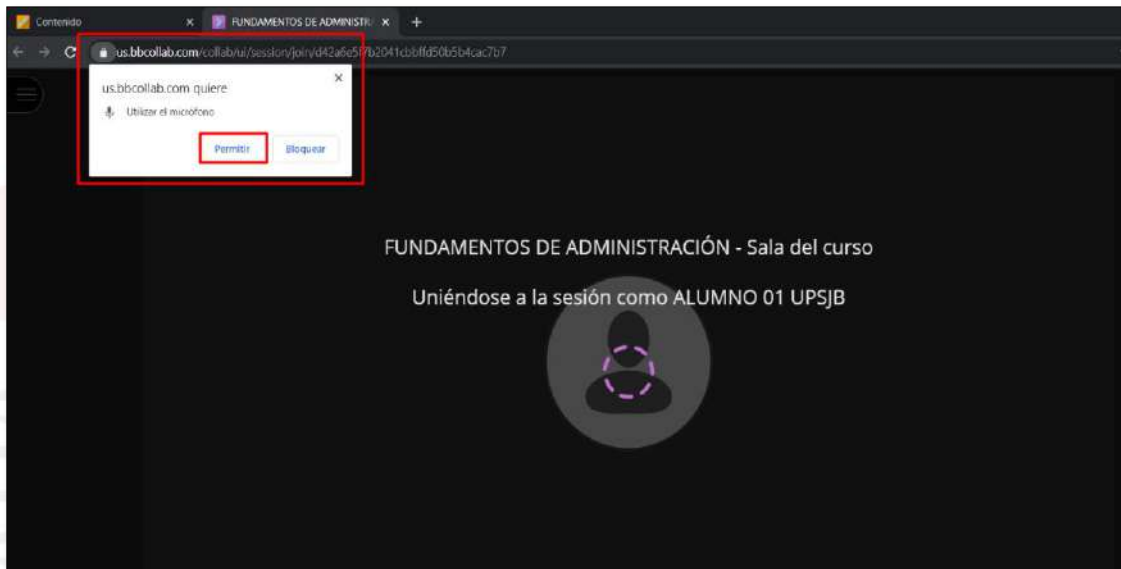 Contenido
FUNDAMENTOS DE ADMINISTR
us.bbcollab.com/collab/ui/session/join/
us.bbcollab.com quiere
Utilizar el micrófono
Permitir Bloquear
FUNDAMENTOS DE ADMINISTRACIÓN - Sala del curso
Uniéndose a la sesión como ALUMNO 01 UPSJB